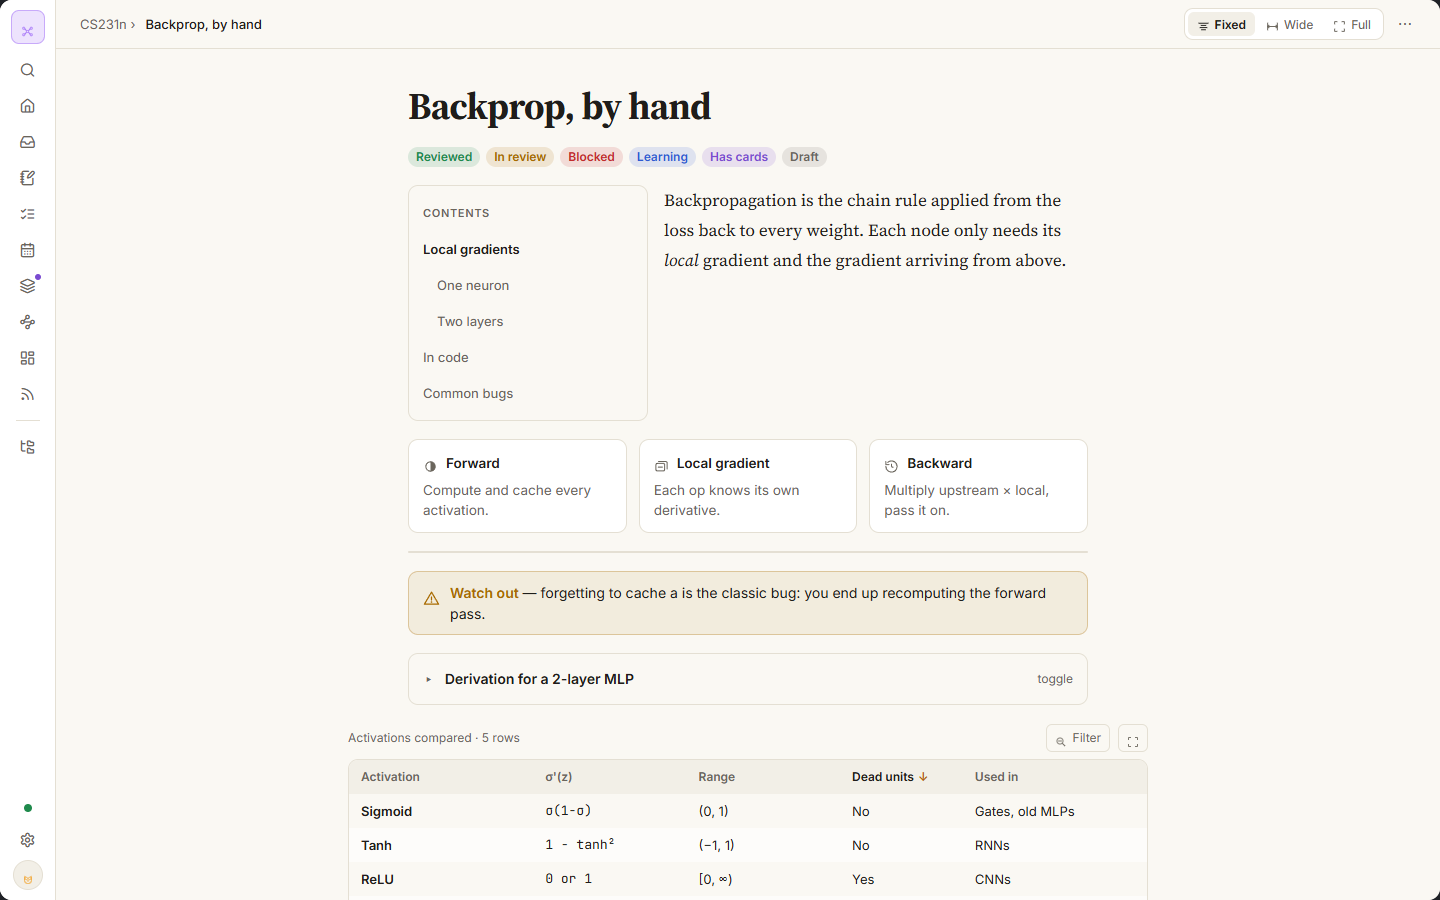 CS231n › Backprop, by hand
Fixed Wide Full
Backprop, by hand
Reviewed In review Blocked Learning Has cards Draft
CONTENTS
Local gradients
One neuron
Two layers
In code
Common bugs
Backpropagation is the chain rule applied from the
loss back to every weight. Each node only needs its
local gradient and the gradient arriving from above.
Forward
Compute and cache every
activation.
Local gradient
Each op knows its own
derivative.
Backward
Multiply upstream × local,
pass it on.
Watch out — forgetting to cache a is the classic bug: you end up recomputing the forward
pass.
Derivation for a 2-layer MLP toggle
Activations compared · 5 rows Filter
Activation σ'(z) Range Dead units ↓ Used in
Sigmoid σ(1-σ) (0, 1) No Gates, old MLPs
Tanh 1 - tanh² (−1, 1) No RNNs
ReLU 0 or 1 [0, ∞) Yes CNNs